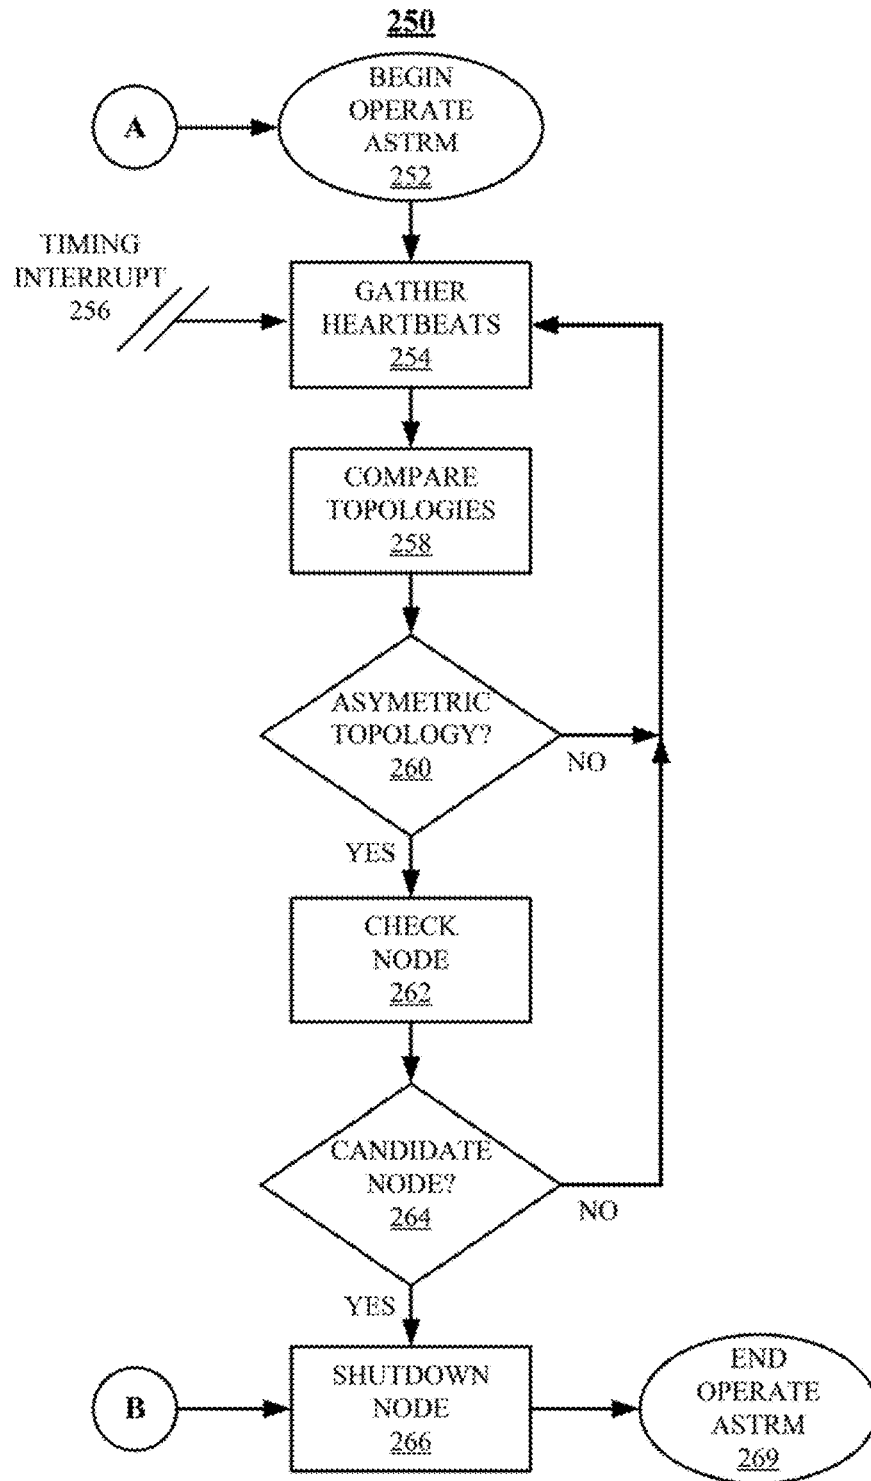 250
BEGIN
OPERATE
ASTRM
252
A
TIMING
INTERRUPT
256
GATHER
HEARTBEATS
254
COMPARE
TOPOLOGIES
258
ASYMETRIC
TOPOLOGY?
260
NO
YES
CHECK
NODE
262
CANDIDATE
NODE?
264
NO
YES
B
SHUTDOWN
NODE
266
END
OPERATE
ASTRM
269